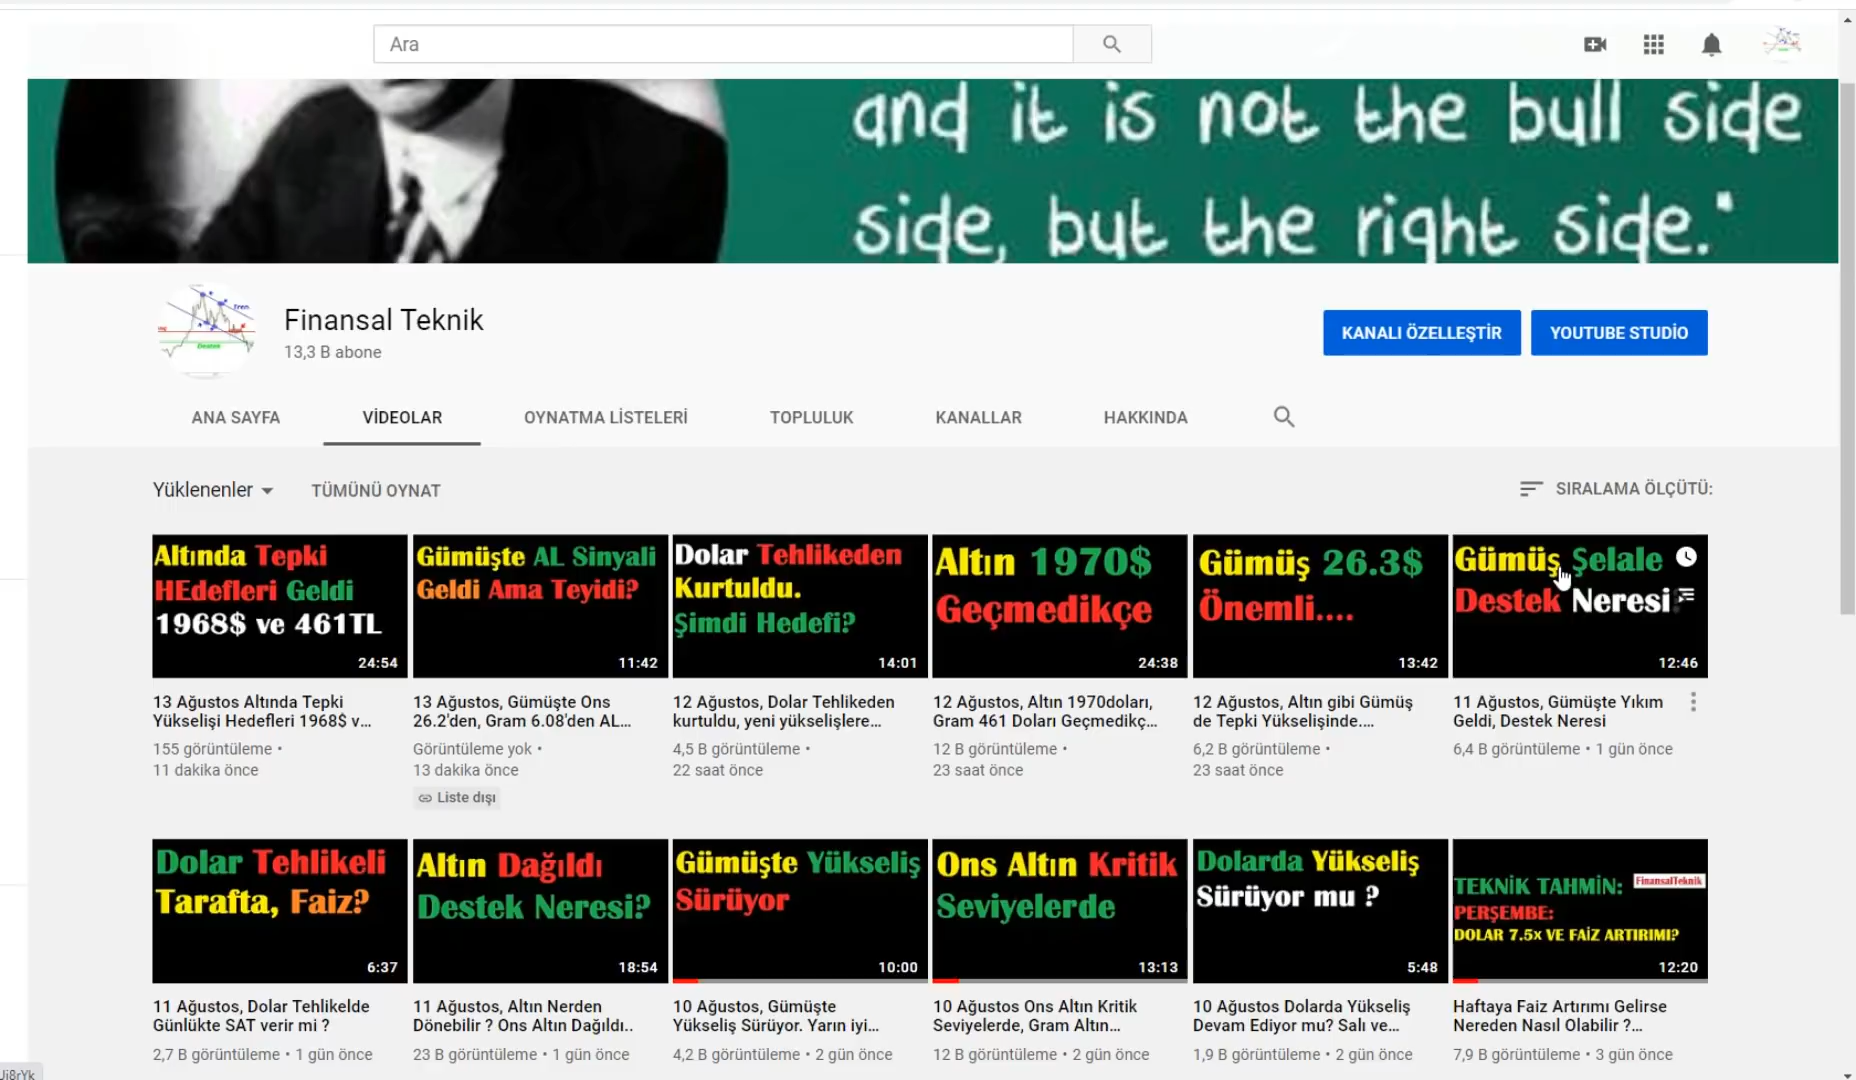 Ara
and it is not the bull side
side, but the right side."
Finansal Teknik
13,3 B abone
KANALI ÖZELLEŞTİR
YOUTUBE STUDİO
ANA SAYFA
VİDEOLAR
OYNATMA LİSTELERİ
TOPLULUK
KANALLAR
HAKKINDA
Yüklenenler
TÜMÜNÜ OYNAT
SIRALAMA ÖLÇÜTÜ:
Altında Tepki
HEdefleri Geldi
1968$ ve 461TL
24:54
13 Ağustos Altında Tepki
Yükselişi Hedefleri 1968$ v...
155 görüntüleme •
11 dakika önce
Gümüşte AL Sinyali
Geldi Ama Teyidi?
11:42
13 Ağustos, Gümüşte Ons
26.2'den, Gram 6.08'den AL...
Görüntüleme yok •
13 dakika önce
Liste dışı
Dolar Tehlikeden
Kurtuldu.
Şimdi Hedefi?
14:01
12 Ağustos, Dolar Tehlikeden
kurtuldu, yeni yükselişlere...
4,5 B görüntüleme •
22 saat önce
Altın 1970$
Geçmedikçe
24:38
12 Ağustos, Altın 1970doları,
Gram 461 Doları Geçmedikç...
12 B görüntüleme •
23 saat önce
Gümüş 26.3$
Önemli....
13:42
12 Ağustos, Altın gibi Gümüş
de Tepki Yükselişinde....
6,2 B görüntüleme •
23 saat önce
Gümüş Şelale
Destek Neresi
12:46
11 Ağustos, Gümüşte Yıkım
Geldi, Destek Neresi
6,4 B görüntüleme • 1 gün önce
Dolar Tehlikeli
Tarafta, Faiz?
6:37
11 Ağustos, Dolar Tehlikelde
Günlükte SAT verir mi ?
2,7 B görüntüleme • 1 gün önce
Altın Dağıldı
Destek Neresi?
18:54
11 Ağustos, Altın Nerden
Dönebilir ? Ons Altın Dağıldı..
23 B görüntüleme • 1 gün önce
Gümüşte Yükseliş
Sürüyor
10:00
10 Ağustos, Gümüşte
Yükseliş Sürüyor. Yarın iyi...
4,2 B görüntüleme • 2 gün önce
Ons Altın Kritik
Seviyelerde
13:13
10 Ağustos Ons Altın Kritik
Seviyelerde, Gram Altın...
12 B görüntüleme • 2 gün önce
Dolarda Yükseliş
Sürüyor mu ?
5:48
10 Ağustos Dolarda Yükseliş
Devam Ediyor mu? Salı ve...
1,9 B görüntüleme • 2 gün önce
TEKNİK TAHMİN: FinansalTeknik
PERŞEMBE:
DOLAR 7.5x VE FAİZ ARTIRIMI?
12:20
Haftaya Faiz Artırımı Gelirse
Nereden Nasıl Olabilir ?...
7,9 B görüntüleme • 3 gün önce